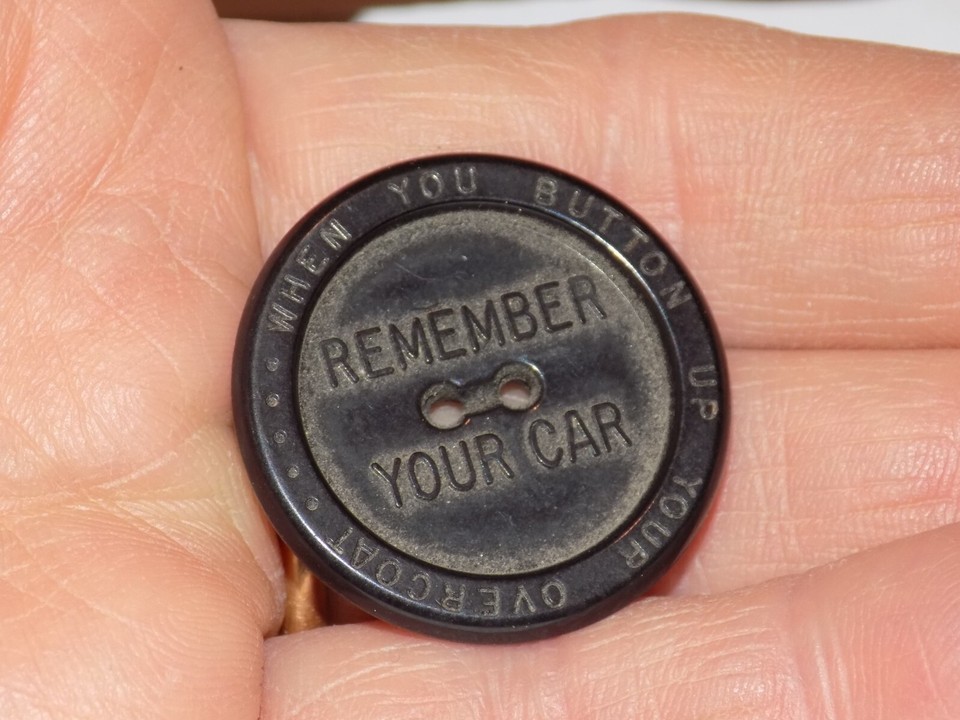 WHEN YOU BUTTON UP YOUR OVERCOAT.....
REMEMBER
YOUR CAR